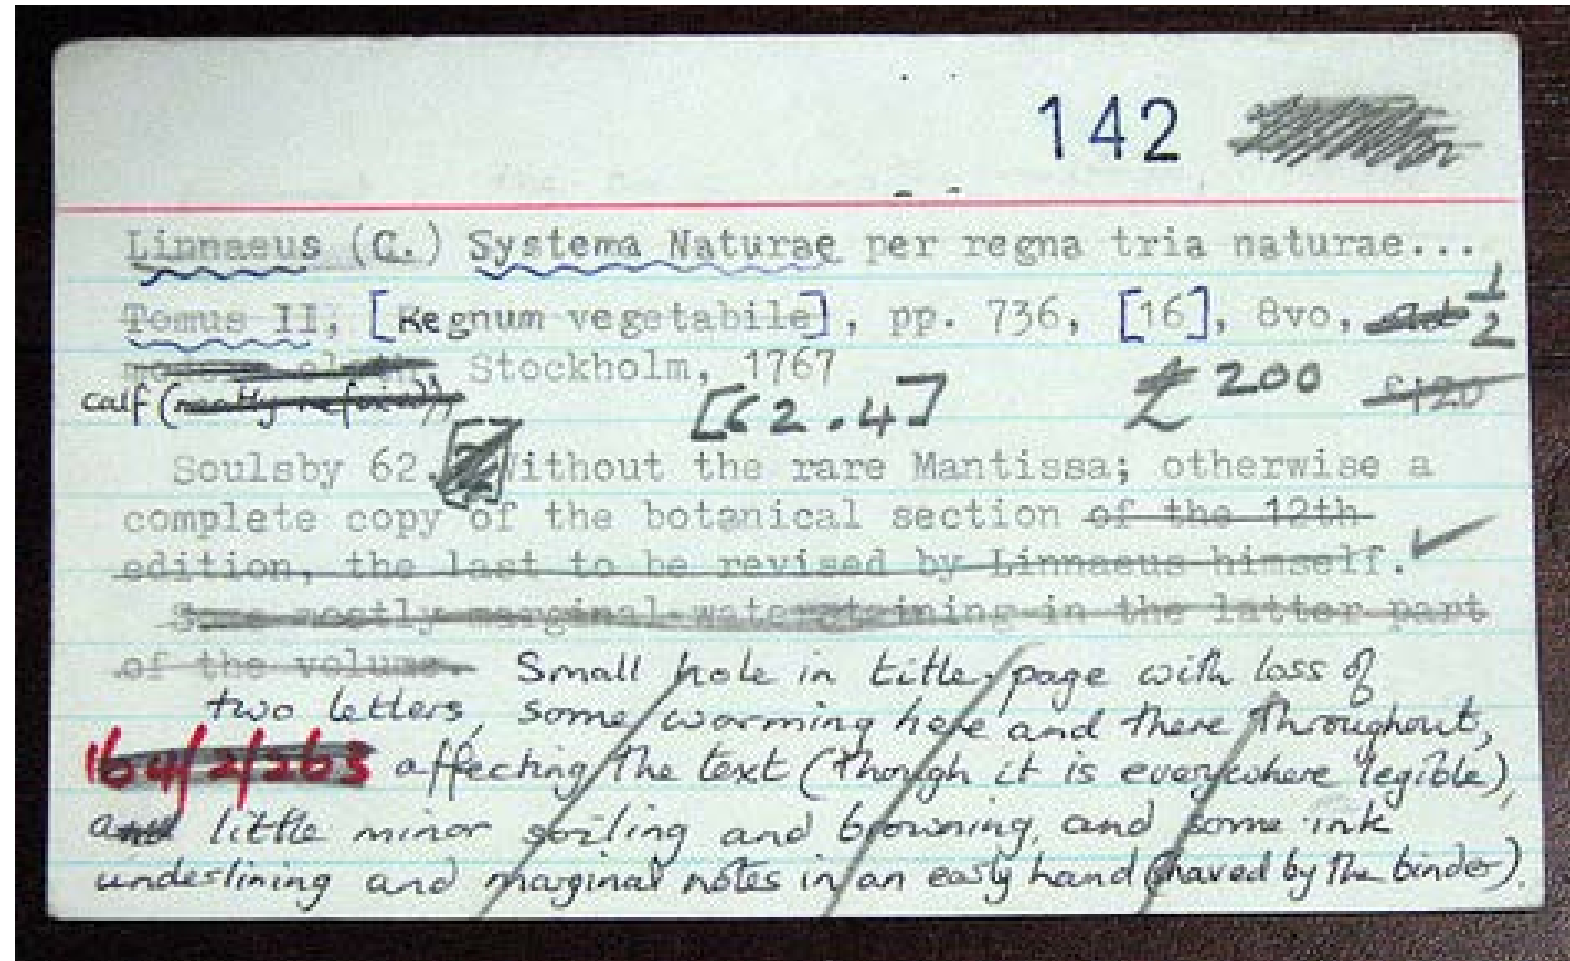 142
Linnaeus (C.) Systema Naturae per regna tria naturae...
Tomus II, [Regnum vegetabile], pp. 736, [16], 8vo, 1/2
modern cloth, Stockholm, 1767
calf (neatly refixed), [62.4] £200 £120
Soulsby 62. Without the rare Mantissa; otherwise a
complete copy of the botanical section of the 12th
edition, the last to be revised by Linnaeus himself. ✓
Some mostly marginal waterstaining in the latter part
of the volume. Small hole in title-page with loss of
two letters, some worming here and there throughout,
164/2/263 affecting the text (though it is everywhere legible),
a little minor soiling and browning, and some ink
underlining and marginal notes in an early hand (shaved by the binder).